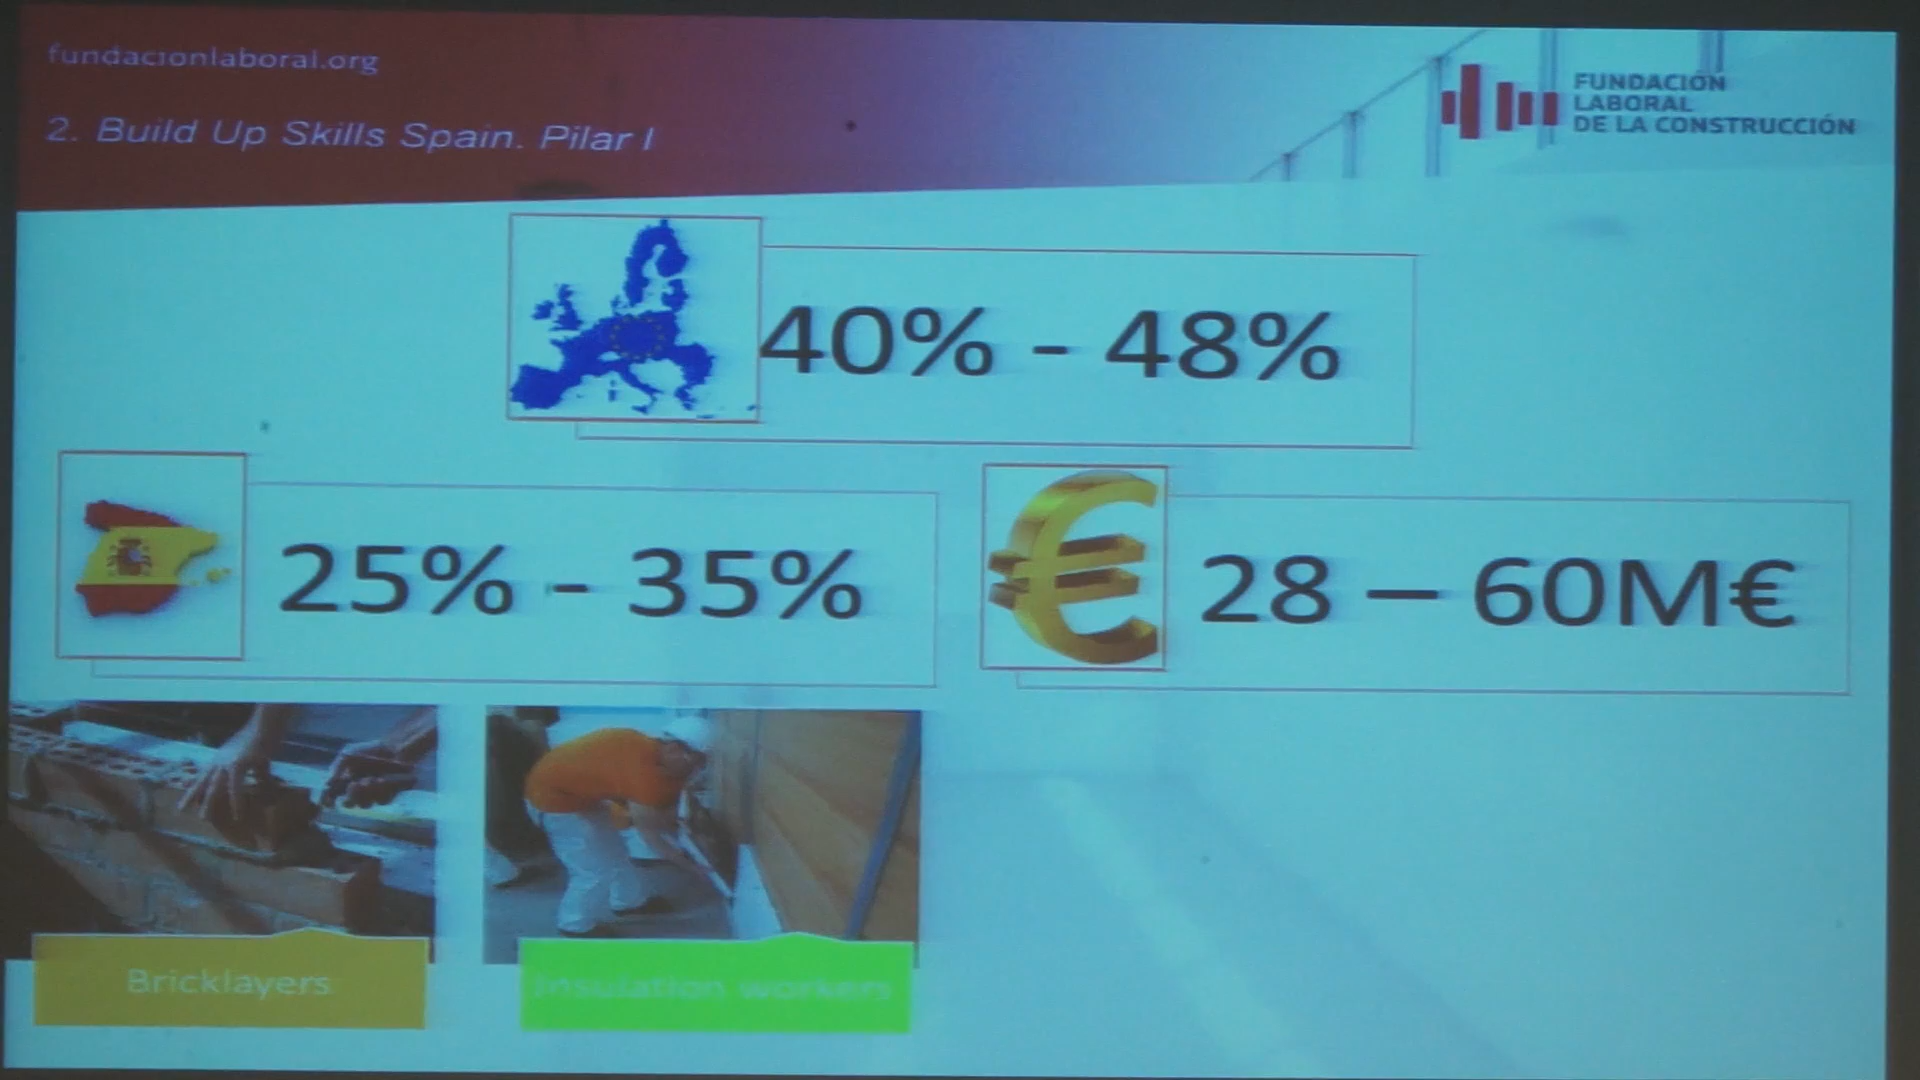 fundacionlaboral.org
2. Build Up Skills Spain. Pilar I
FUNDACIÓN
LABORAL
DE LA CONSTRUCCIÓN
40% - 48%
25% - 35%
28 – 60M€
Bricklayers
Insulation workers